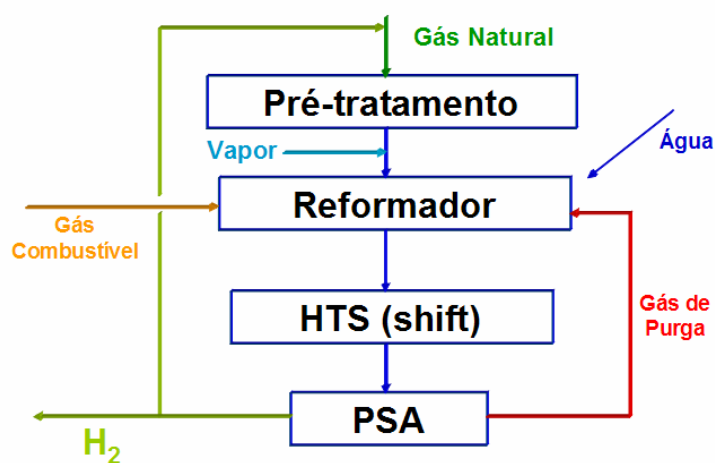 Gás Natural
Pré-tratamento
Vapor
Água
Reformador
Gás
Combustível
HTS (shift)
Gás de
Purga
PSA
H₂